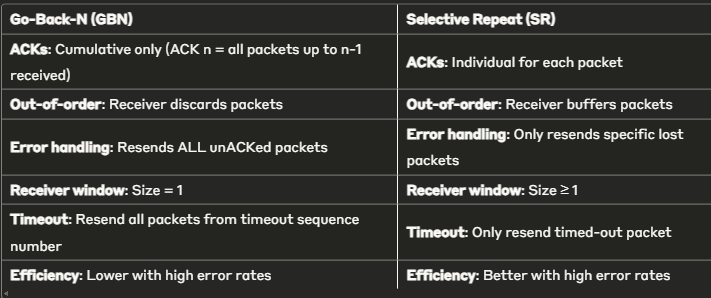 Go-Back-N (GBN)
Selective Repeat (SR)
ACKs: Cumulative only (ACK n = all packets up to n-1
received)
ACKs: Individual for each packet
Out-of-order: Receiver discards packets
Out-of-order: Receiver buffers packets
Error handling: Resends ALL unACKed packets
Error handling: Only resends specific lost
packets
Receiver window: Size = 1
Receiver window: Size ≥ 1
Timeout: Resend all packets from timeout sequence
number
Timeout: Only resend timed-out packet
Efficiency: Lower with high error rates
Efficiency: Better with high error rates